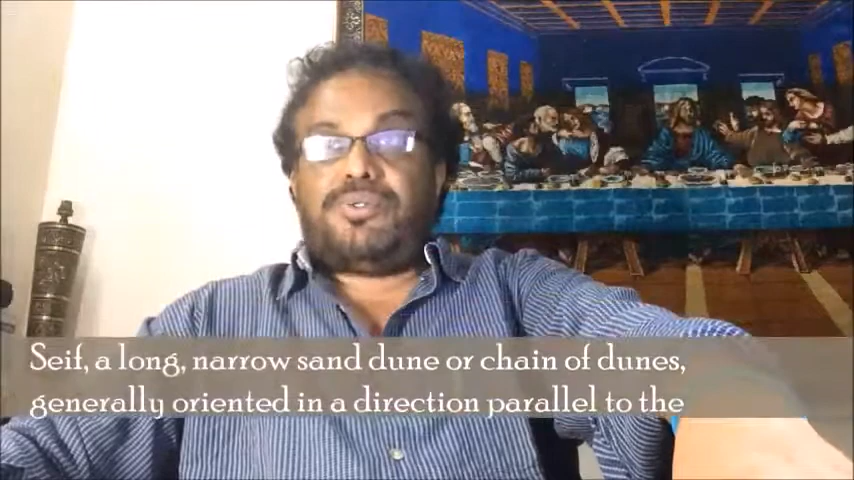 Seif, a long, narrow sand dune or chain of dunes,
generally oriented in a direction parallel to the